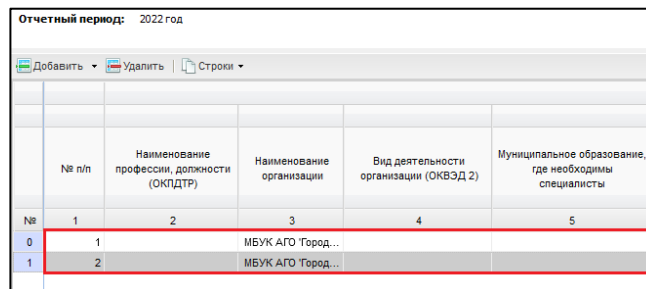 Отчетный период: 2022 год
Добавить Удалить Строки
№ п/п
Наименование
профессии, должности
(ОКПДТР)
Наименование
организации
Вид деятельности
организации (ОКВЭД 2)
Муниципальное образование,
где необходимы
специалисты
№ 1 2 3 4 5
0 1 МБУК АГО 'Город...
1 2 МБУК АГО 'Город...